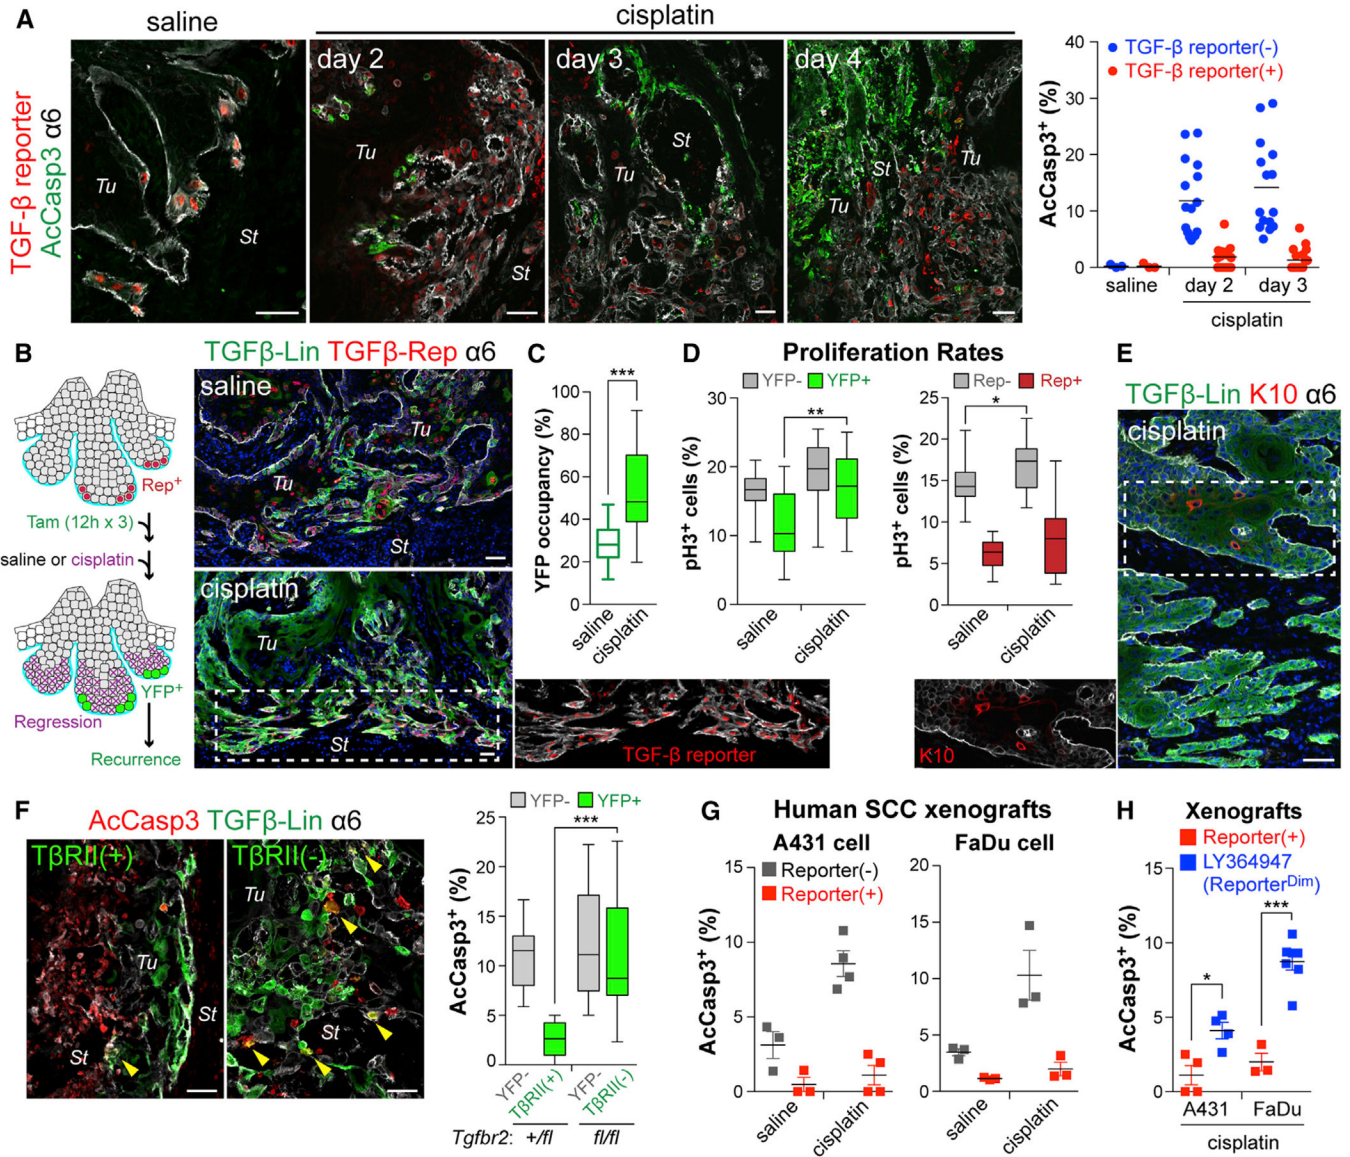 A
saline
cisplatin
TGF-β reporter
AcCasp3 α6
Tu
St
day 2
Tu
St
day 3
Tu
St
day 4
Tu
St
Tu
TGF-β reporter(-)
TGF-β reporter(+)
AcCasp3⁺ (%)
40
30
20
10
0
saline
day 2
day 3
cisplatin
B
Rep⁺
Tam (12h x 3)
saline or cisplatin
YFP⁺
Regression
Recurrence
TGFβ-Lin TGFβ-Rep α6
saline
Tu
Tu
St
cisplatin
Tu
St
TGF-β reporter
C
***
YFP occupancy (%)
100
80
60
40
20
0
saline
cisplatin
D
Proliferation Rates
YFP-
YFP+
**
pH3⁺ cells (%)
30
20
10
0
saline
cisplatin
Rep-
Rep+
*
pH3⁺ cells (%)
25
20
15
10
5
0
saline
cisplatin
E
TGFβ-Lin K10 α6
cisplatin
K10
F
AcCasp3 TGFβ-Lin α6
TβRII(+)
Tu
St
St
TβRII(-)
Tu
St
YFP-
YFP+
***
AcCasp3⁺ (%)
25
20
15
10
5
0
YFP-
TβRII(+)
YFP-
TβRII(-)
Tgfbr2: +/fl fl/fl
G
Human SCC xenografts
A431 cell
FaDu cell
Reporter(-)
Reporter(+)
AcCasp3⁺ (%)
15
10
5
0
saline
cisplatin
20
15
10
5
0
saline
cisplatin
H
Xenografts
Reporter(+)
LY364947
(Reporterᴰⁱᵐ)
***
*
AcCasp3⁺ (%)
15
10
5
0
A431
FaDu
cisplatin